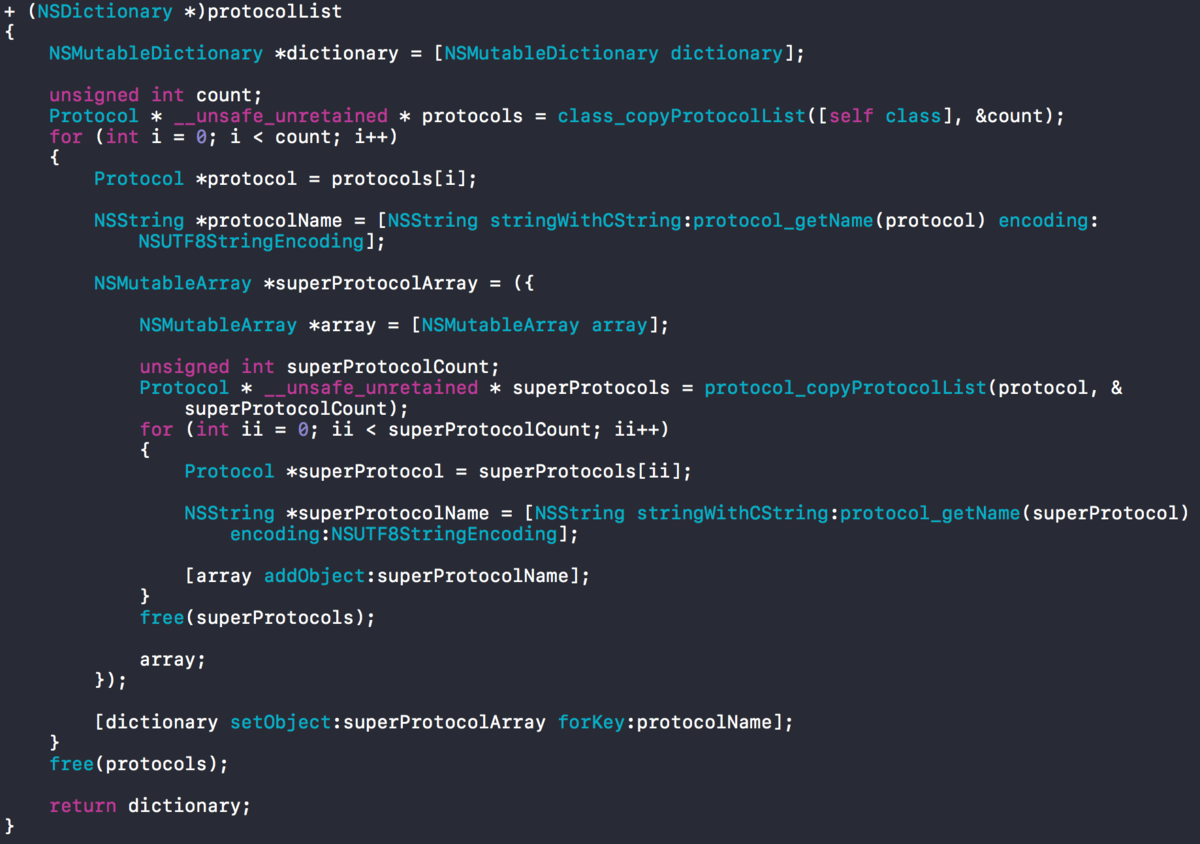 + (NSDictionary *)protocolList
{
    NSMutableDictionary *dictionary = [NSMutableDictionary dictionary];

    unsigned int count;
    Protocol * __unsafe_unretained * protocols = class_copyProtocolList([self class], &count);
    for (int i = 0; i < count; i++)
    {
        Protocol *protocol = protocols[i];

        NSString *protocolName = [NSString stringWithCString:protocol_getName(protocol) encoding:
            NSUTF8StringEncoding];

        NSMutableArray *superProtocolArray = ({

            NSMutableArray *array = [NSMutableArray array];

            unsigned int superProtocolCount;
            Protocol * __unsafe_unretained * superProtocols = protocol_copyProtocolList(protocol, &
                superProtocolCount);
            for (int ii = 0; ii < superProtocolCount; ii++)
            {
                Protocol *superProtocol = superProtocols[ii];

                NSString *superProtocolName = [NSString stringWithCString:protocol_getName(superProtocol)
                    encoding:NSUTF8StringEncoding];

                [array addObject:superProtocolName];
            }
            free(superProtocols);

            array;
        });

        [dictionary setObject:superProtocolArray forKey:protocolName];
    }
    free(protocols);

    return dictionary;
}